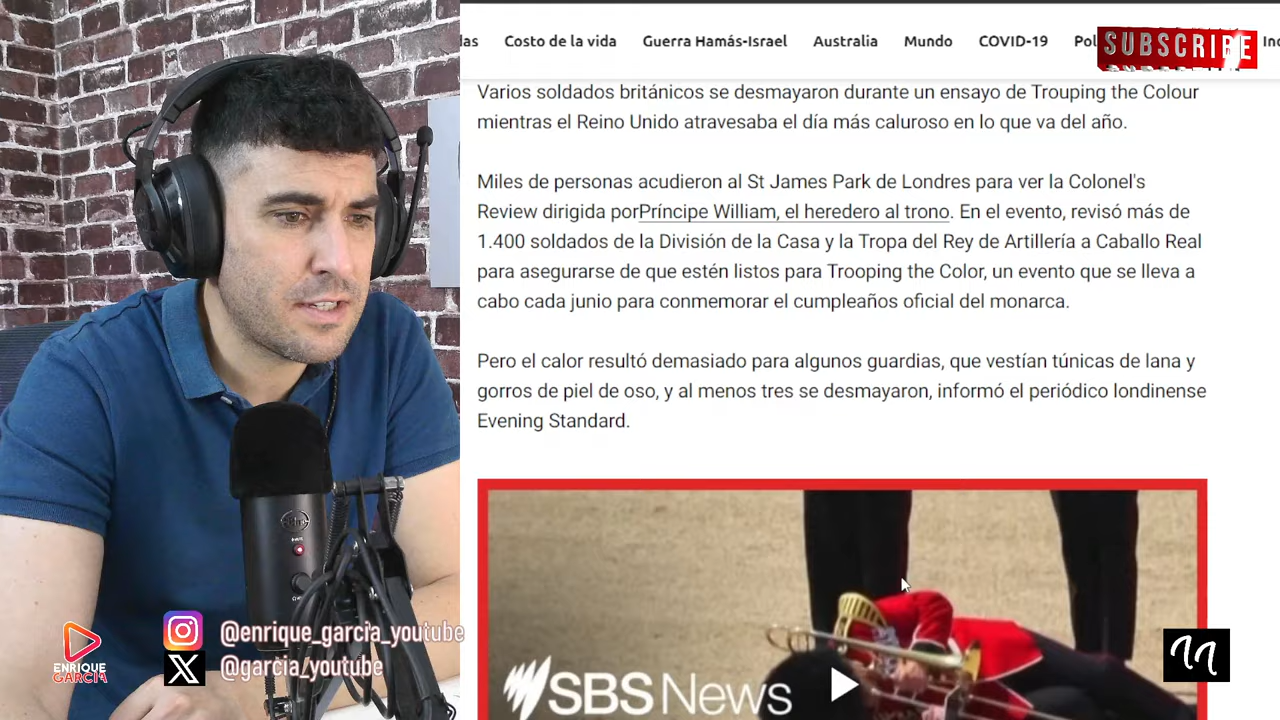 das
Costo de la vida
Guerra Hamás-Israel
Australia
Mundo
COVID-19
SUBSCRIBE
Varios soldados británicos se desmayaron durante un ensayo de Trouping the Colour
mientras el Reino Unido atravesaba el día más caluroso en lo que va del año.
Miles de personas acudieron al St James Park de Londres para ver la Colonel's
Review dirigida porPríncipe William, el heredero al trono. En el evento, revisó más de
1.400 soldados de la División de la Casa y la Tropa del Rey de Artillería a Caballo Real
para asegurarse de que estén listos para Trooping the Color, un evento que se lleva a
cabo cada junio para conmemorar el cumpleaños oficial del monarca.
Pero el calor resultó demasiado para algunos guardias, que vestían túnicas de lana y
gorros de piel de oso, y al menos tres se desmayaron, informó el periódico londinense
Evening Standard.
SBS News
ENRIQUE
GARCIA
@enrique_garcia_youtube
@garcia_youtube